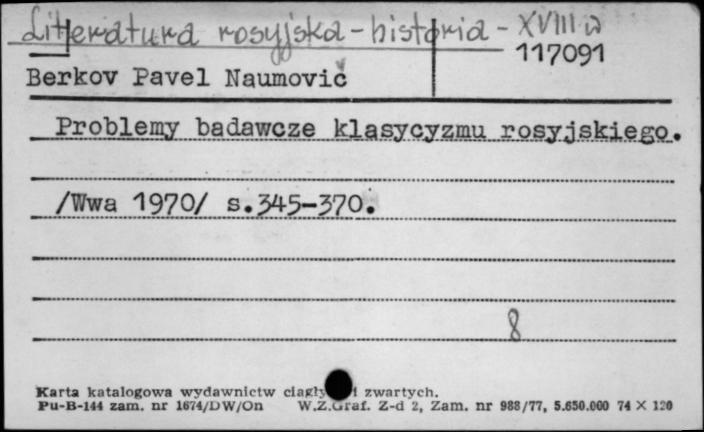 Literatura rosyjska - historia - XVIII w
117091
Berkov Pavel Naumovič
Problemy badawcze klasycyzmu rosyjskiego.
/Wwa 1970/ s.345-370.
8
Karta katalogowa wydawnictw ciągły i zwartych.
Pu-B-144 zam. nr 1674/DW/On W.Z.Graf. Z-d 2, Zam. nr 988/77, 5.650.000 74 X 120